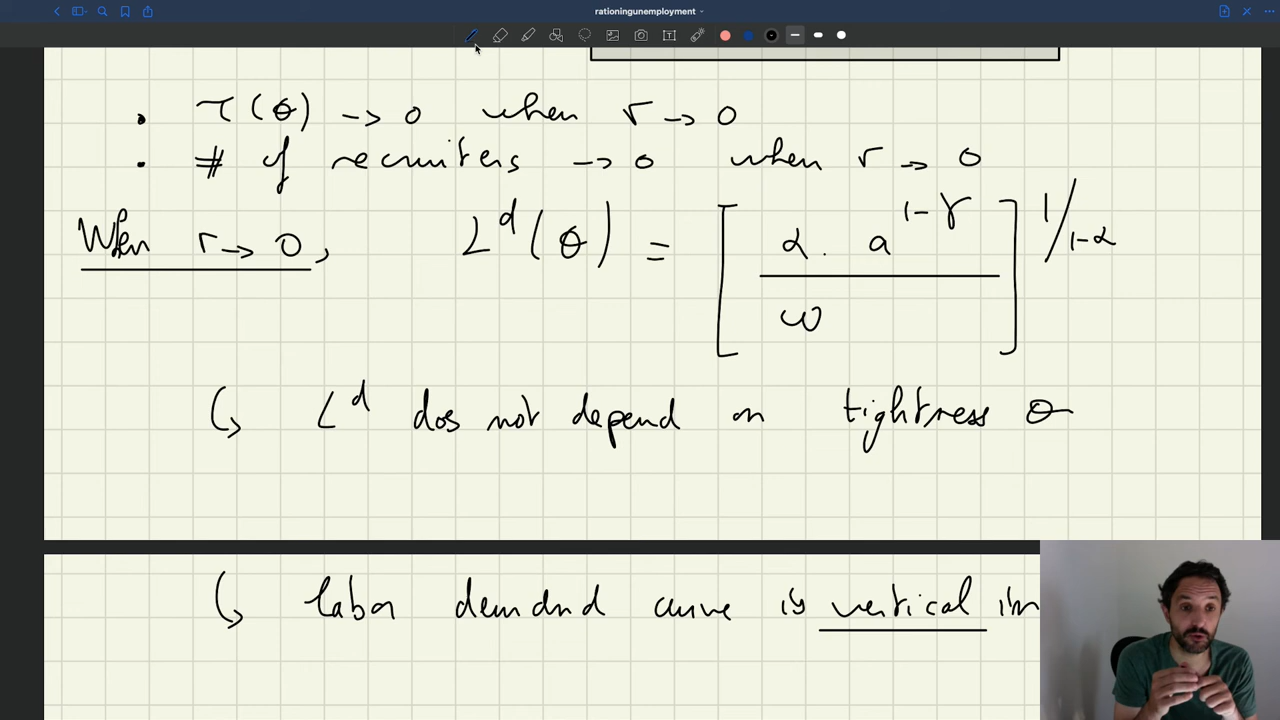 rationingunemployment
• τ(θ) → 0 when r → 0
• # of recruiters → 0 when r → 0
When r → 0, L^d(θ) = [α . a^{1-γ} / ω]^{1/1-α}
↳ L^d does not depend on tightness θ
↳ labor demand curve is vertical in